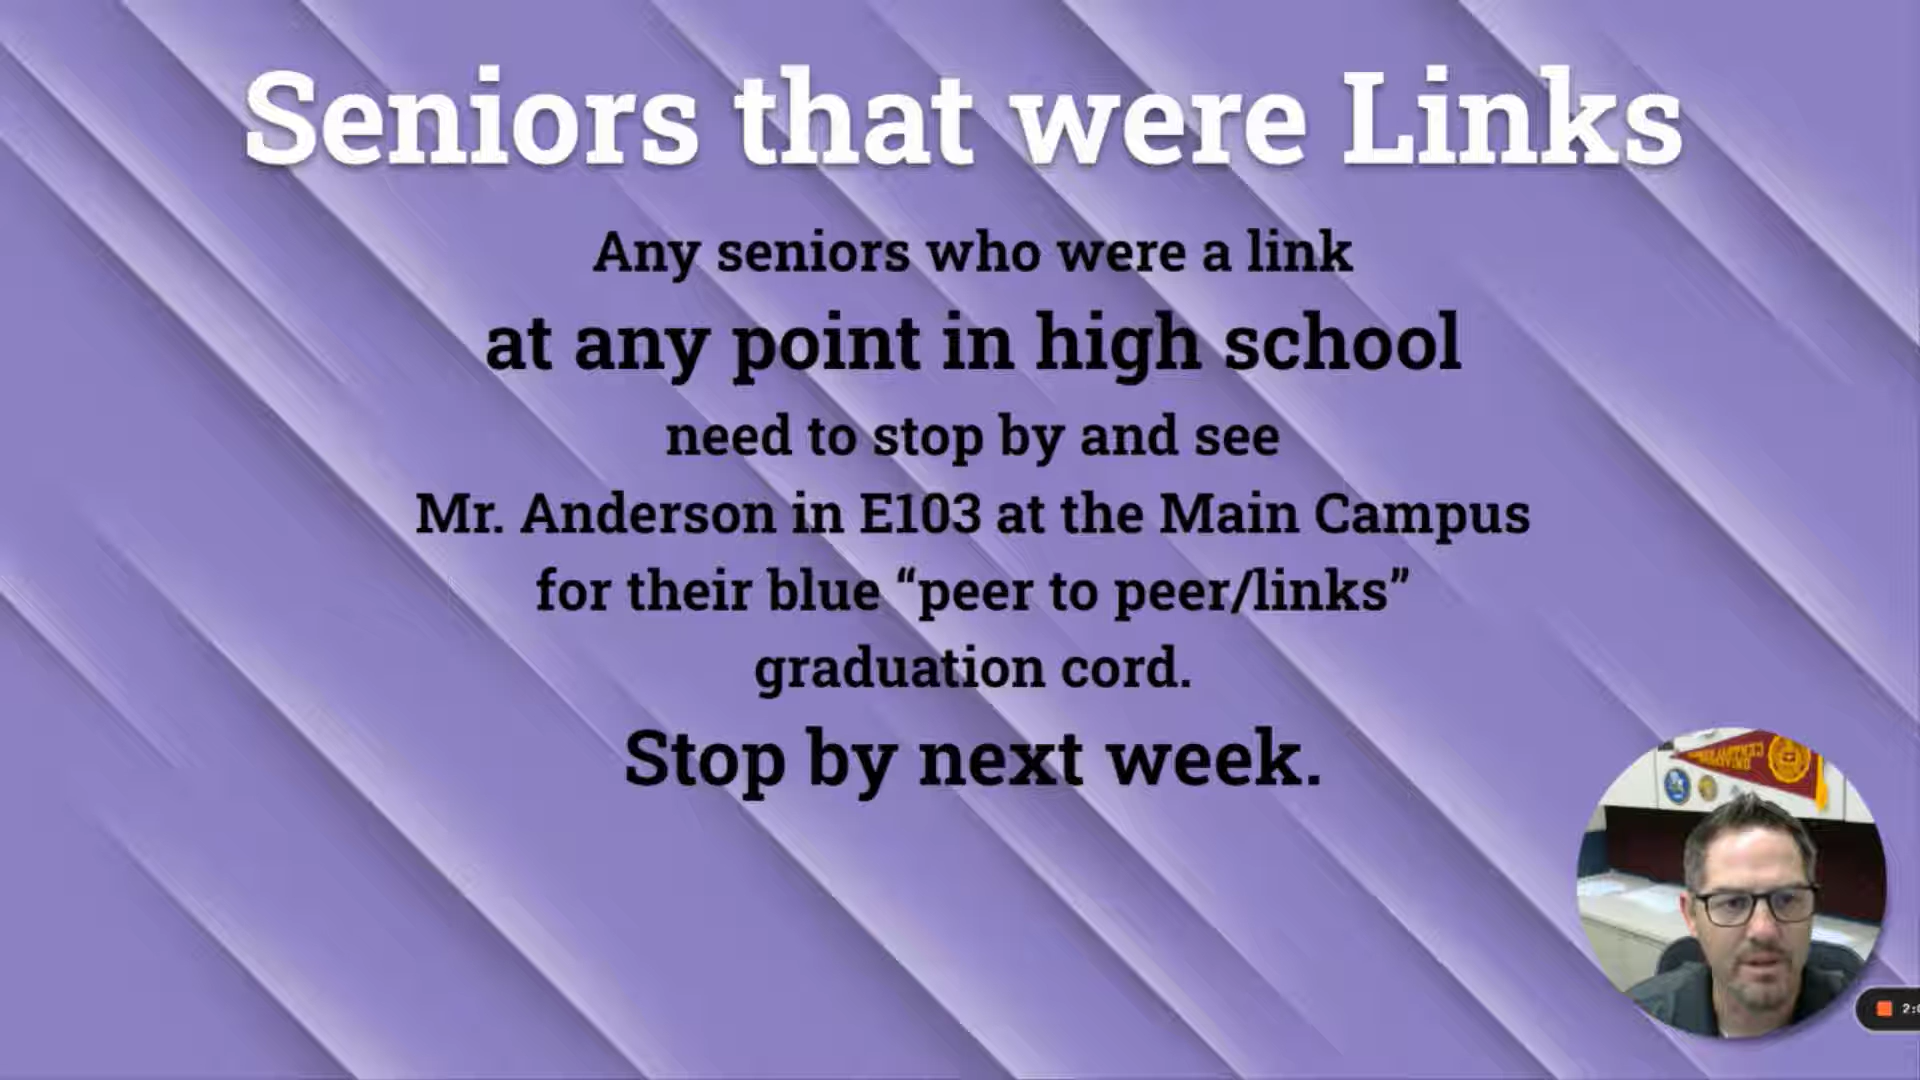 Seniors that were Links
Any seniors who were a link
at any point in high school
need to stop by and see
Mr. Anderson in E103 at the Main Campus
for their blue “peer to peer/links”
graduation cord.
Stop by next week.